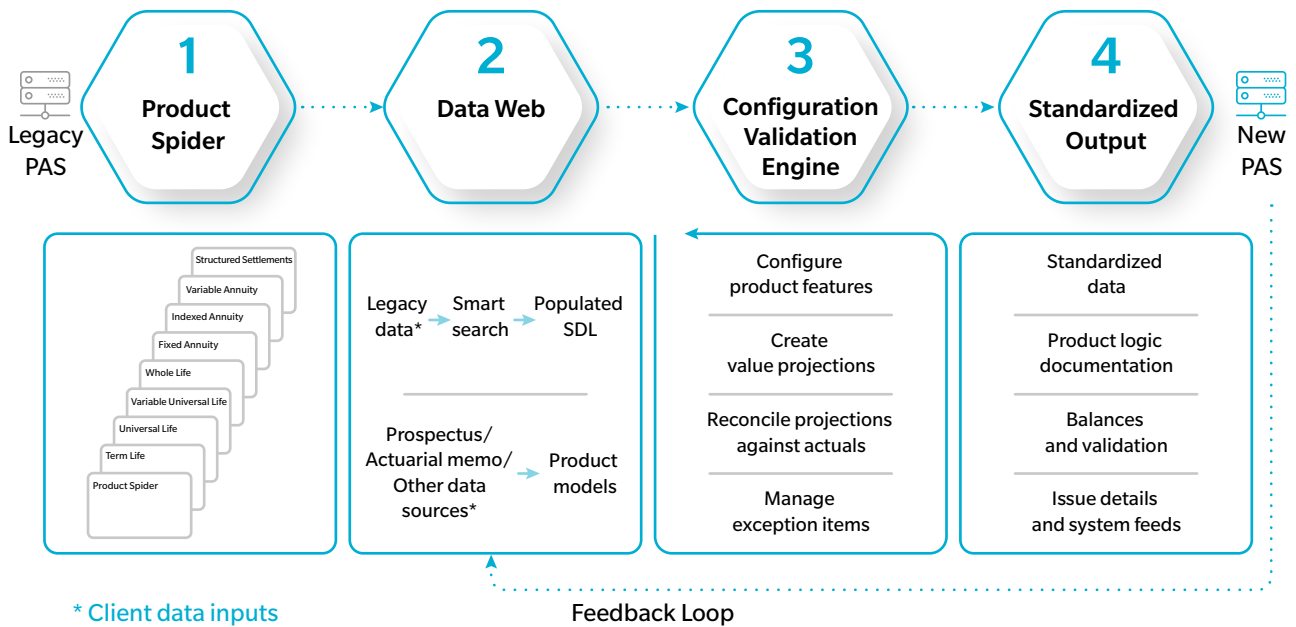 1
Product
Spider
2
Data Web
3
Configuration
Validation
Engine
4
Standardized
Output
Legacy
PAS
New
PAS
Structured Settlements
Variable Annuity
Indexed Annuity
Fixed Annuity
Whole Life
Variable Universal Life
Universal Life
Term Life
Product Spider
Legacy
data*
Smart
search
Populated
SDL
Prospectus/
Actuarial memo/
Other data
sources*
Product
models
Configure
product features
Create
value projections
Reconcile projections
against actuals
Manage
exception items
Standardized
data
Product logic
documentation
Balances
and validation
Issue details
and system feeds
* Client data inputs
Feedback Loop